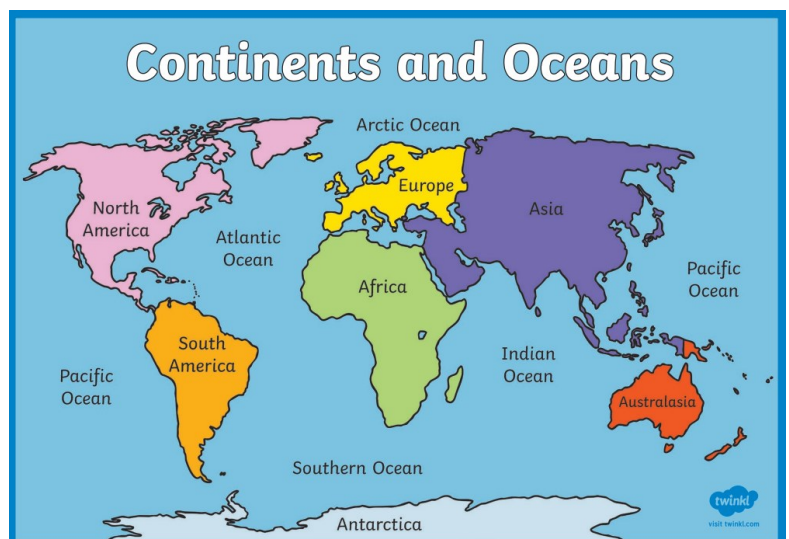 Continents and Oceans
Arctic Ocean
North
America
Europe
Asia
Atlantic
Ocean
Africa
Pacific
Ocean
South
America
Indian
Ocean
Pacific
Ocean
Australasia
Southern Ocean
Antarctica
twinkl
visit twinkl.com